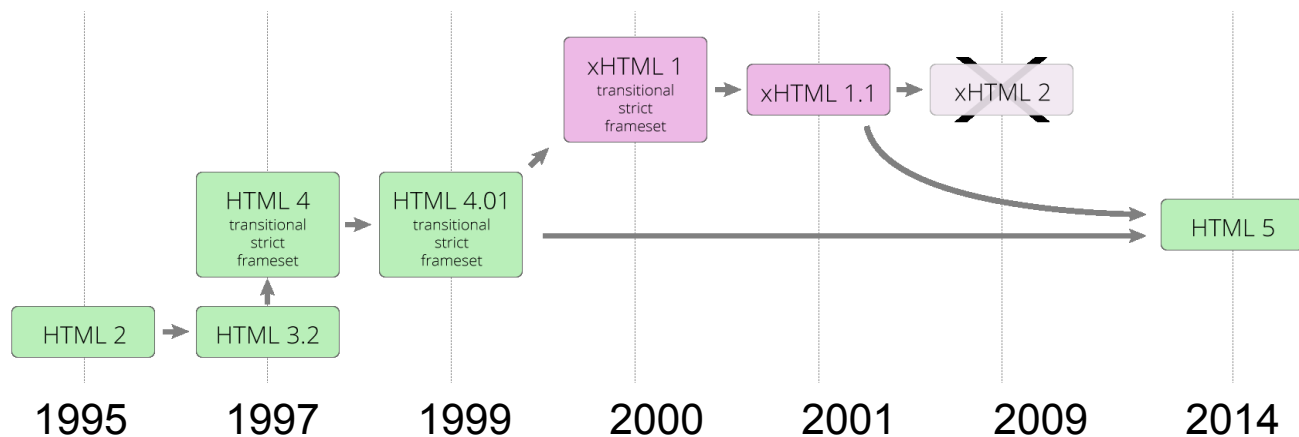 xHTML 1
transitional
strict
frameset
xHTML 1.1
xHTML 2
HTML 4
transitional
strict
frameset
HTML 4.01
transitional
strict
frameset
HTML 5
HTML 2
HTML 3.2
1995
1997
1999
2000
2001
2009
2014